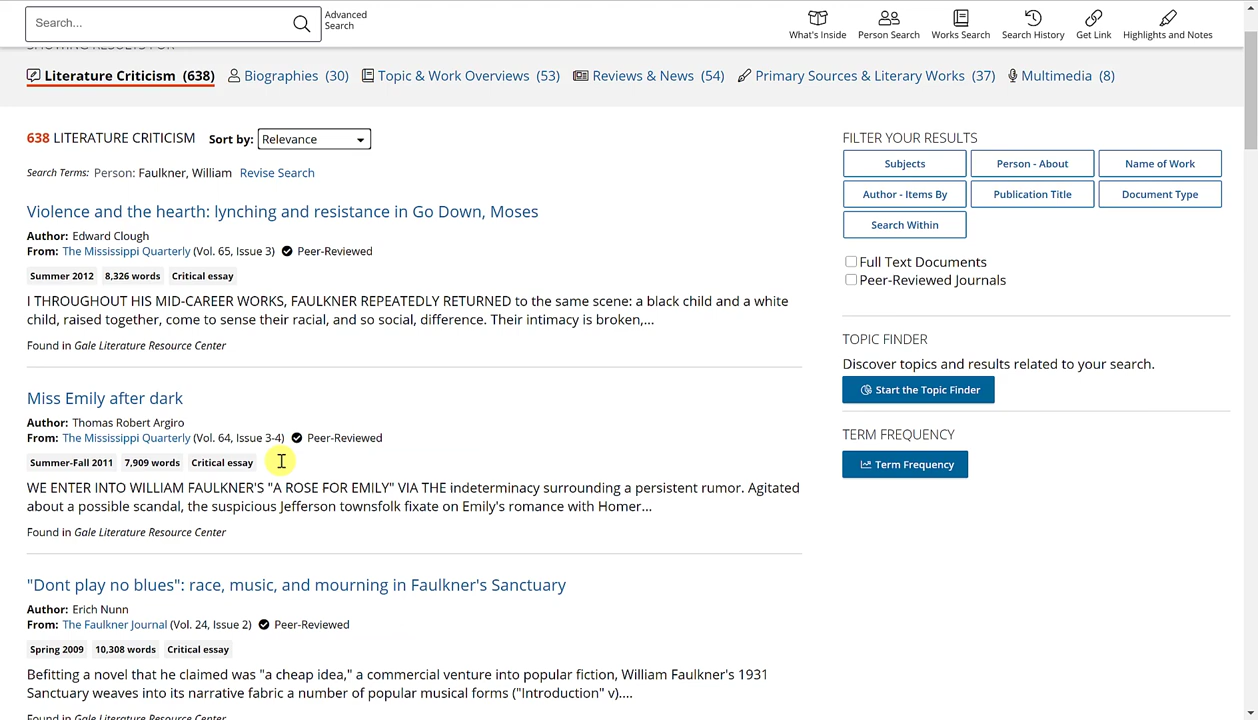 Search...
Advanced
Search
What's Inside
Person Search
Works Search
Search History
Get Link
Highlights and Notes
SHOWING RESULTS FOR
Literature Criticism (638)
Biographies (30)
Topic & Work Overviews (53)
Reviews & News (54)
Primary Sources & Literary Works (37)
Multimedia (8)
638 LITERATURE CRITICISM
Sort by: Relevance
Search Terms: Person: Faulkner, William Revise Search
Violence and the hearth: lynching and resistance in Go Down, Moses
Author: Edward Clough
From: The Mississippi Quarterly (Vol. 65, Issue 3) Peer-Reviewed
Summer 2012 8,326 words Critical essay
I THROUGHOUT HIS MID-CAREER WORKS, FAULKNER REPEATEDLY RETURNED to the same scene: a black child and a white
child, raised together, come to sense their racial, and so social, difference. Their intimacy is broken,...
Found in Gale Literature Resource Center
Miss Emily after dark
Author: Thomas Robert Argiro
From: The Mississippi Quarterly (Vol. 64, Issue 3-4) Peer-Reviewed
Summer-Fall 2011 7,909 words Critical essay
WE ENTER INTO WILLIAM FAULKNER'S "A ROSE FOR EMILY" VIA THE indeterminacy surrounding a persistent rumor. Agitated
about a possible scandal, the suspicious Jefferson townsfolk fixate on Emily's romance with Homer...
Found in Gale Literature Resource Center
"Dont play no blues": race, music, and mourning in Faulkner's Sanctuary
Author: Erich Nunn
From: The Faulkner Journal (Vol. 24, Issue 2) Peer-Reviewed
Spring 2009 10,308 words Critical essay
Befitting a novel that he claimed was "a cheap idea," a commercial venture into popular fiction, William Faulkner's 1931
Sanctuary weaves into its narrative fabric a number of popular musical forms ("Introduction" v)....
Found in Gale Literature Resource Center
FILTER YOUR RESULTS
Subjects
Person - About
Name of Work
Author - Items By
Publication Title
Document Type
Search Within
Full Text Documents
Peer-Reviewed Journals
TOPIC FINDER
Discover topics and results related to your search.
Start the Topic Finder
TERM FREQUENCY
Term Frequency